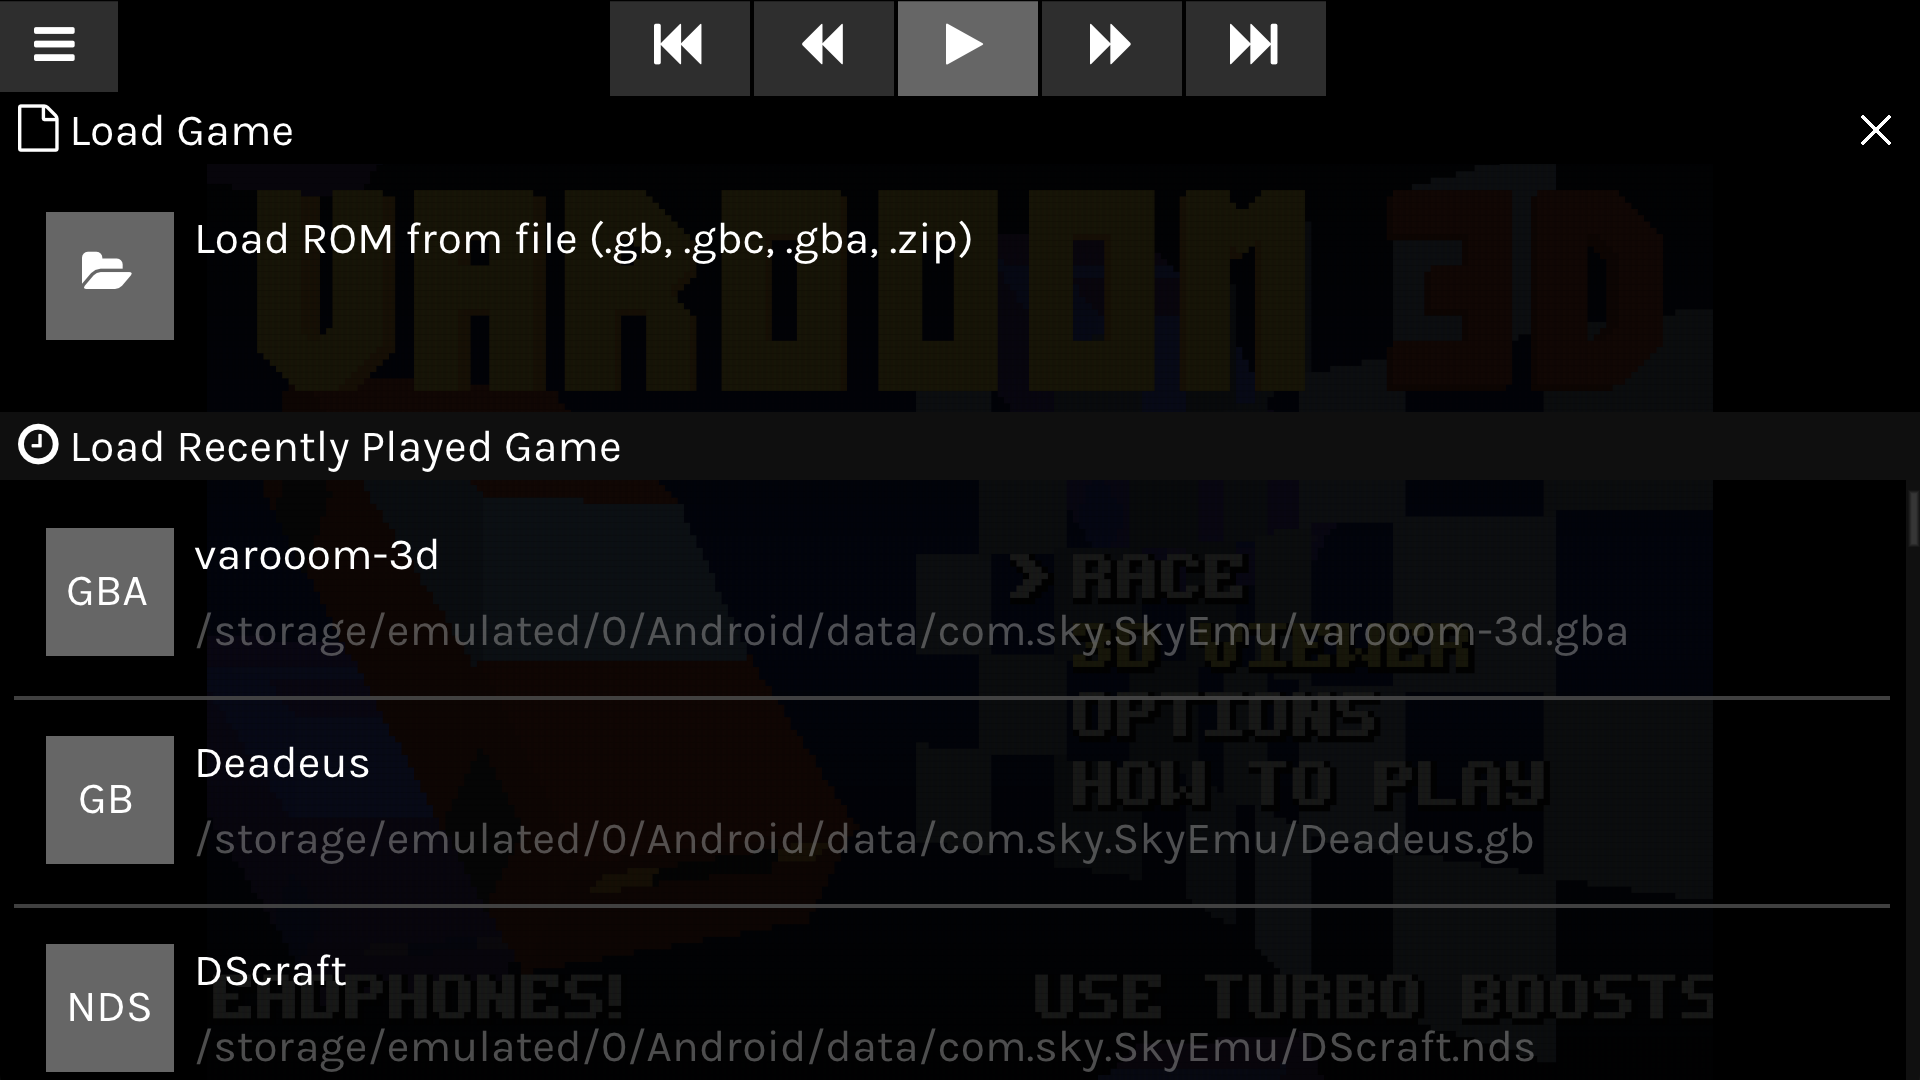 Load Game
Load ROM from file (.gb, .gbc, .gba, .zip)
VAROOOM 3D
Load Recently Played Game
GBA
varooom-3d
/storage/emulated/0/Android/data/com.sky.SkyEmu/varooom-3d.gba
> RACE
3D VIEWER
OPTIONS
HOW TO PLAY
GB
Deadeus
/storage/emulated/0/Android/data/com.sky.SkyEmu/Deadeus.gb
NDS
DScraft
/storage/emulated/0/Android/data/com.sky.SkyEmu/DScraft.nds
EADPHONES! USE TURBO BOOSTS